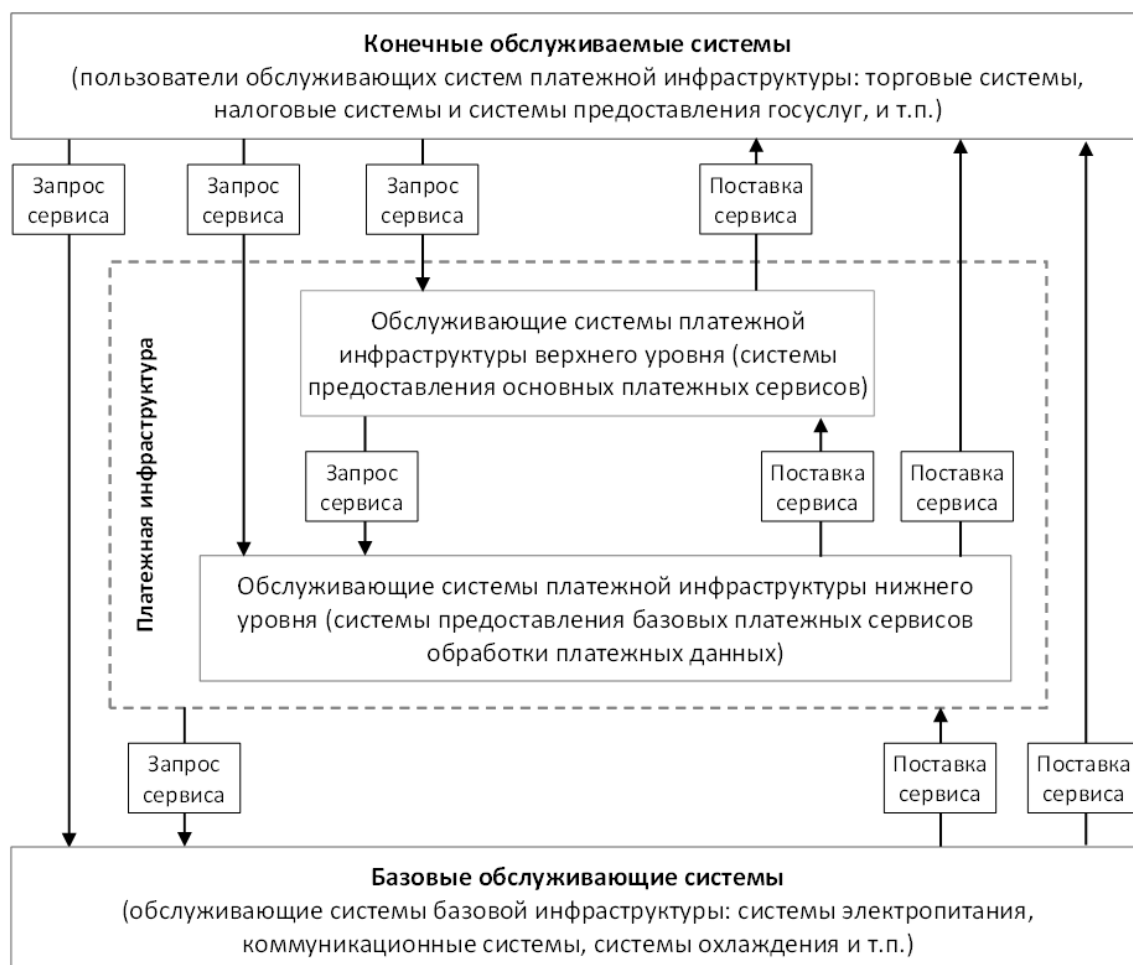 Конечные обслуживаемые системы
(пользователи обслуживающих систем платежной инфраструктуры: торговые системы,
налоговые системы и системы предоставления госуслуг, и т.п.)
Запрос
сервиса
Запрос
сервиса
Запрос
сервиса
Поставка
сервиса
Платежная инфраструктура
Обслуживающие системы платежной
инфраструктуры верхнего уровня (системы
предоставления основных платежных сервисов)
Запрос
сервиса
Поставка
сервиса
Поставка
сервиса
Обслуживающие системы платежной инфраструктуры нижнего
уровня (системы предоставления базовых платежных сервисов
обработки платежных данных)
Запрос
сервиса
Поставка
сервиса
Поставка
сервиса
Базовые обслуживающие системы
(обслуживающие системы базовой инфраструктуры: системы электропитания,
коммуникационные системы, системы охлаждения и т.п.)